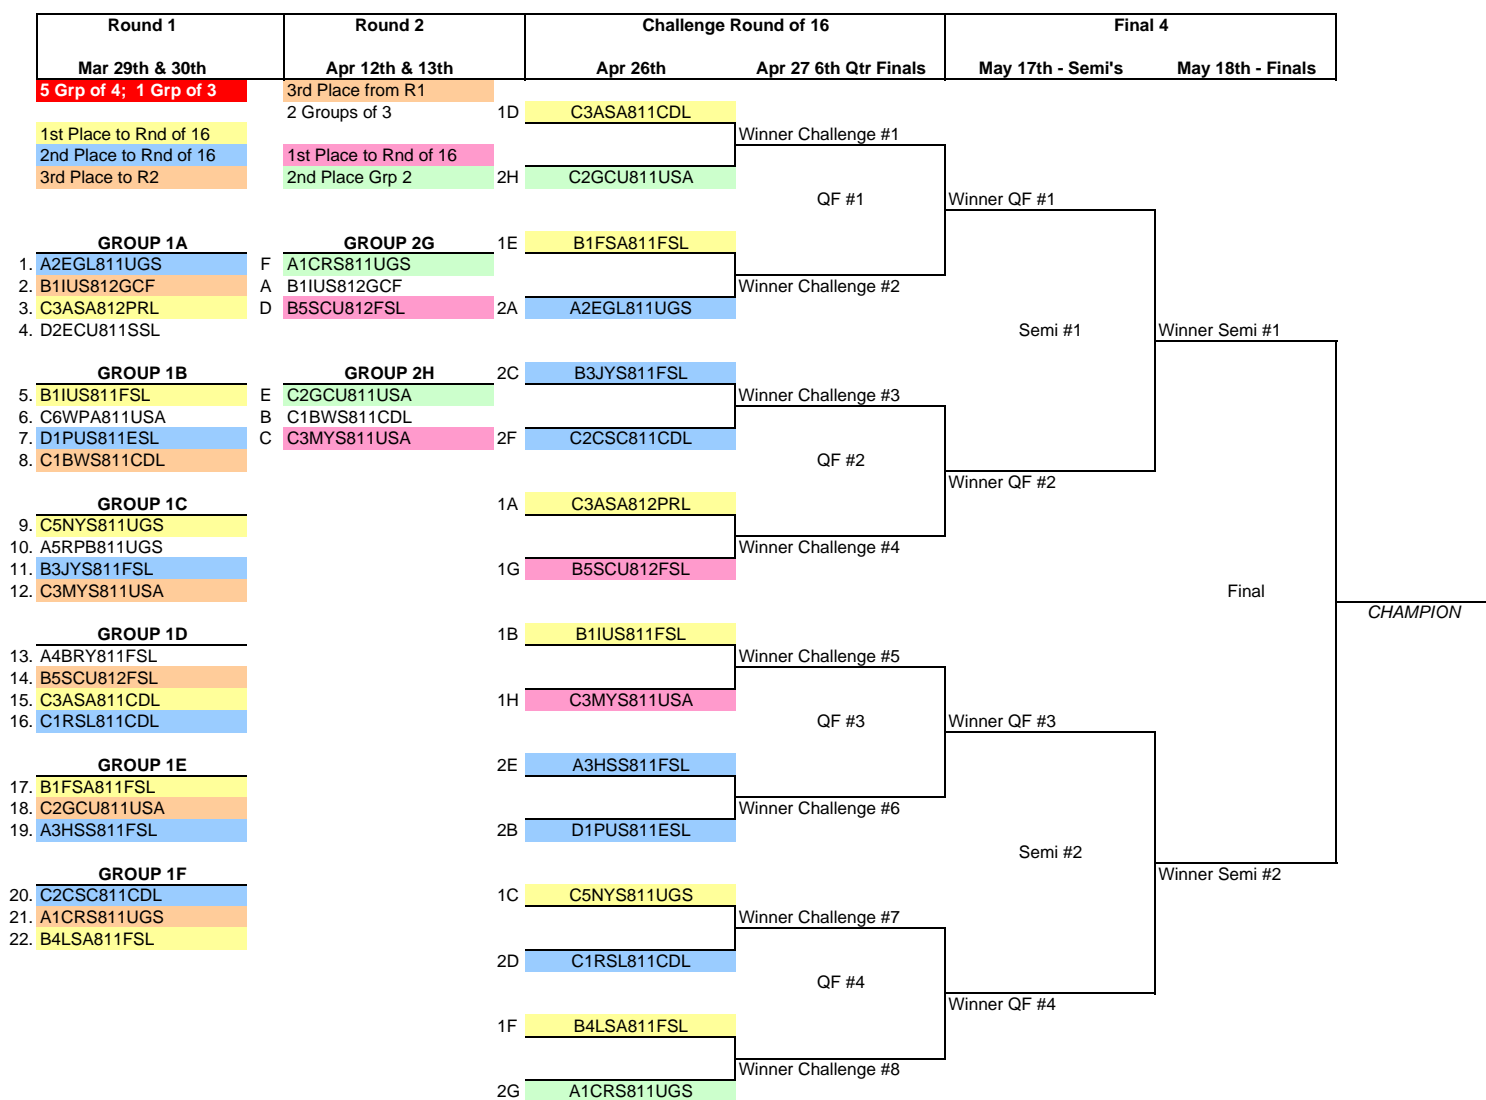 Round 1 Round 2 Challenge Round of 16 Final 4
Mar 29th & 30th Apr 12th & 13th Apr 26th Apr 27 6th Qtr Finals May 17th - Semi's May 18th - Finals
5 Grp of 4; 1 Grp of 3 3rd Place from R1
2 Groups of 3 1D C3ASA811CDL
1st Place to Rnd of 16 Winner Challenge #1
2nd Place to Rnd of 16 1st Place to Rnd of 16
3rd Place to R2 2nd Place Grp 2 2H C2GCU811USA
QF #1 Winner QF #1
GROUP 1A GROUP 2G 1E B1FSA811FSL
1. A2EGL811UGS F A1CRS811UGS
2. B1IUS812GCF A B1IUS812GCF Winner Challenge #2
3. C3ASA812PRL D B5SCU812FSL 2A A2EGL811UGS
4. D2ECU811SSL Semi #1 Winner Semi #1
GROUP 1B GROUP 2H 2C B3JYS811FSL
5. B1IUS811FSL E C2GCU811USA Winner Challenge #3
6. C6WPA811USA B C1BWS811CDL
7. D1PUS811ESL C C3MYS811USA 2F C2CSC811CDL
8. C1BWS811CDL QF #2
Winner QF #2
GROUP 1C 1A C3ASA812PRL
9. C5NYS811UGS
10. A5RPB811UGS Winner Challenge #4
11. B3JYS811FSL 1G B5SCU812FSL
12. C3MYS811USA Final
CHAMPION
GROUP 1D 1B B1IUS811FSL
13. A4BRY811FSL Winner Challenge #5
14. B5SCU812FSL
15. C3ASA811CDL 1H C3MYS811USA
16. C1RSL811CDL QF #3 Winner QF #3
GROUP 1E 2E A3HSS811FSL
17. B1FSA811FSL
18. C2GCU811USA Winner Challenge #6
19. A3HSS811FSL 2B D1PUS811ESL
Semi #2
GROUP 1F Winner Semi #2
20. C2CSC811CDL 1C C5NYS811UGS
21. A1CRS811UGS Winner Challenge #7
22. B4LSA811FSL
2D C1RSL811CDL
QF #4
Winner QF #4
1F B4LSA811FSL
Winner Challenge #8
2G A1CRS811UGS